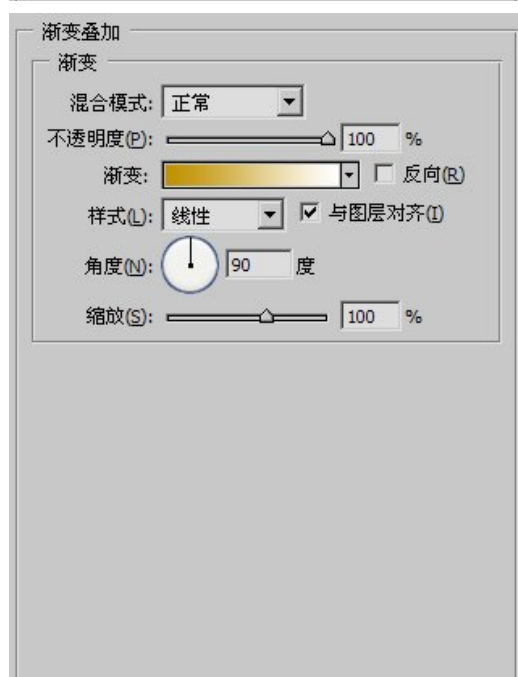 渐变叠加
渐变
混合模式: 正常
不透明度(P): 100 %
渐变: 反向(R)
样式(L): 线性 与图层对齐(I)
角度(N): 90 度
缩放(S): 100 %